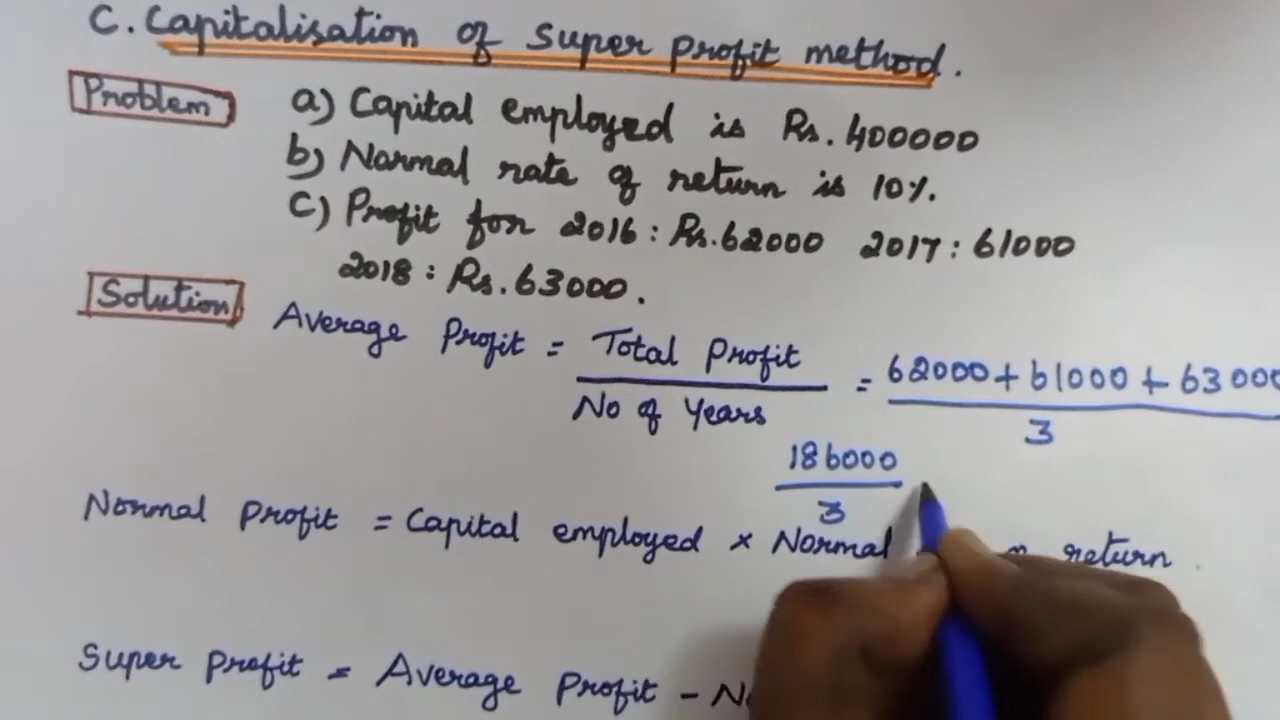 C. Capitalisation of Super Profit method.
Problem
a) Capital employed is Rs. 400000
b) Normal rate of return is 10%.
c) Profit for 2016 : Rs.62000 2017 : 61000
2018 : Rs. 63000.
Solution
Average Profit = Total Profit = 62000 + 61000 + 63000
No of Years 3
186000
3
Normal Profit = Capital employed × Normal return
Super Profit = Average Profit -